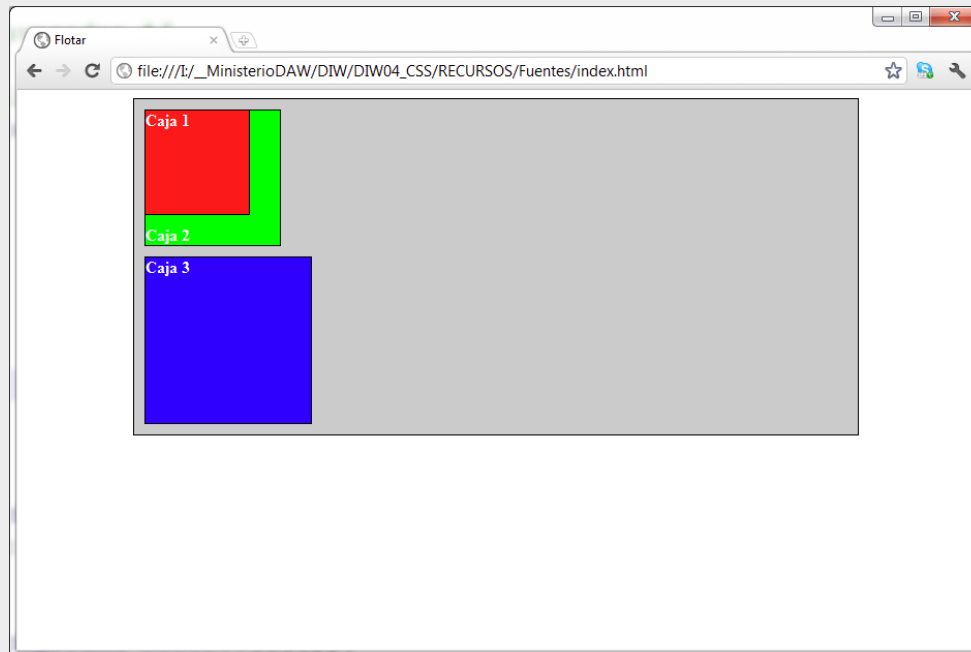 Flotar
file:///I:/__MinisterioDAW/DIW/DIW04_CSS/RECURSOS/Fuentes/index.html
Caja 1
Caja 2
Caja 3